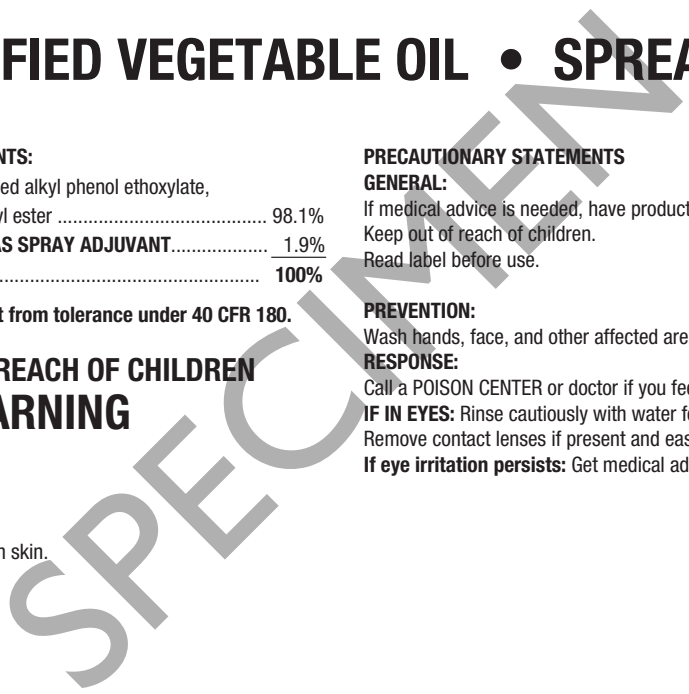 FIED VEGETABLE OIL • SPREA
NTS:
ed alkyl phenol ethoxylate,
yl ester ......................................... 98.1%
AS SPRAY ADJUVANT................... 1.9%
.................................................... 100%
t from tolerance under 40 CFR 180.
REACH OF CHILDREN
ARNING
n skin.
PRECAUTIONARY STATEMENTS
GENERAL:
If medical advice is needed, have product
Keep out of reach of children.
Read label before use.
PREVENTION:
Wash hands, face, and other affected are
RESPONSE:
Call a POISON CENTER or doctor if you fee
IF IN EYES: Rinse cautiously with water fo
Remove contact lenses if present and eas
If eye irritation persists: Get medical ad
SPECIMEN